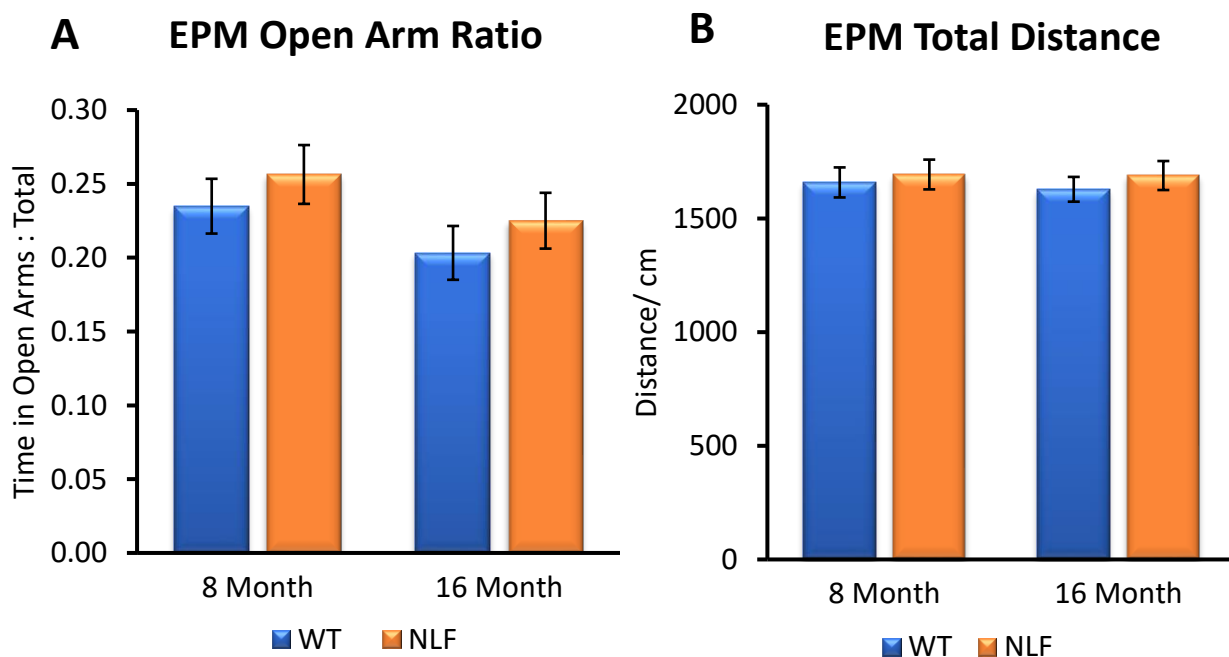 A
EPM Open Arm Ratio
Time in Open Arms : Total
0.30
0.25
0.20
0.15
0.10
0.05
0.00
8 Month
16 Month
WT
NLF
B
EPM Total Distance
Distance/ cm
2000
1500
1000
500
0
8 Month
16 Month
WT
NLF